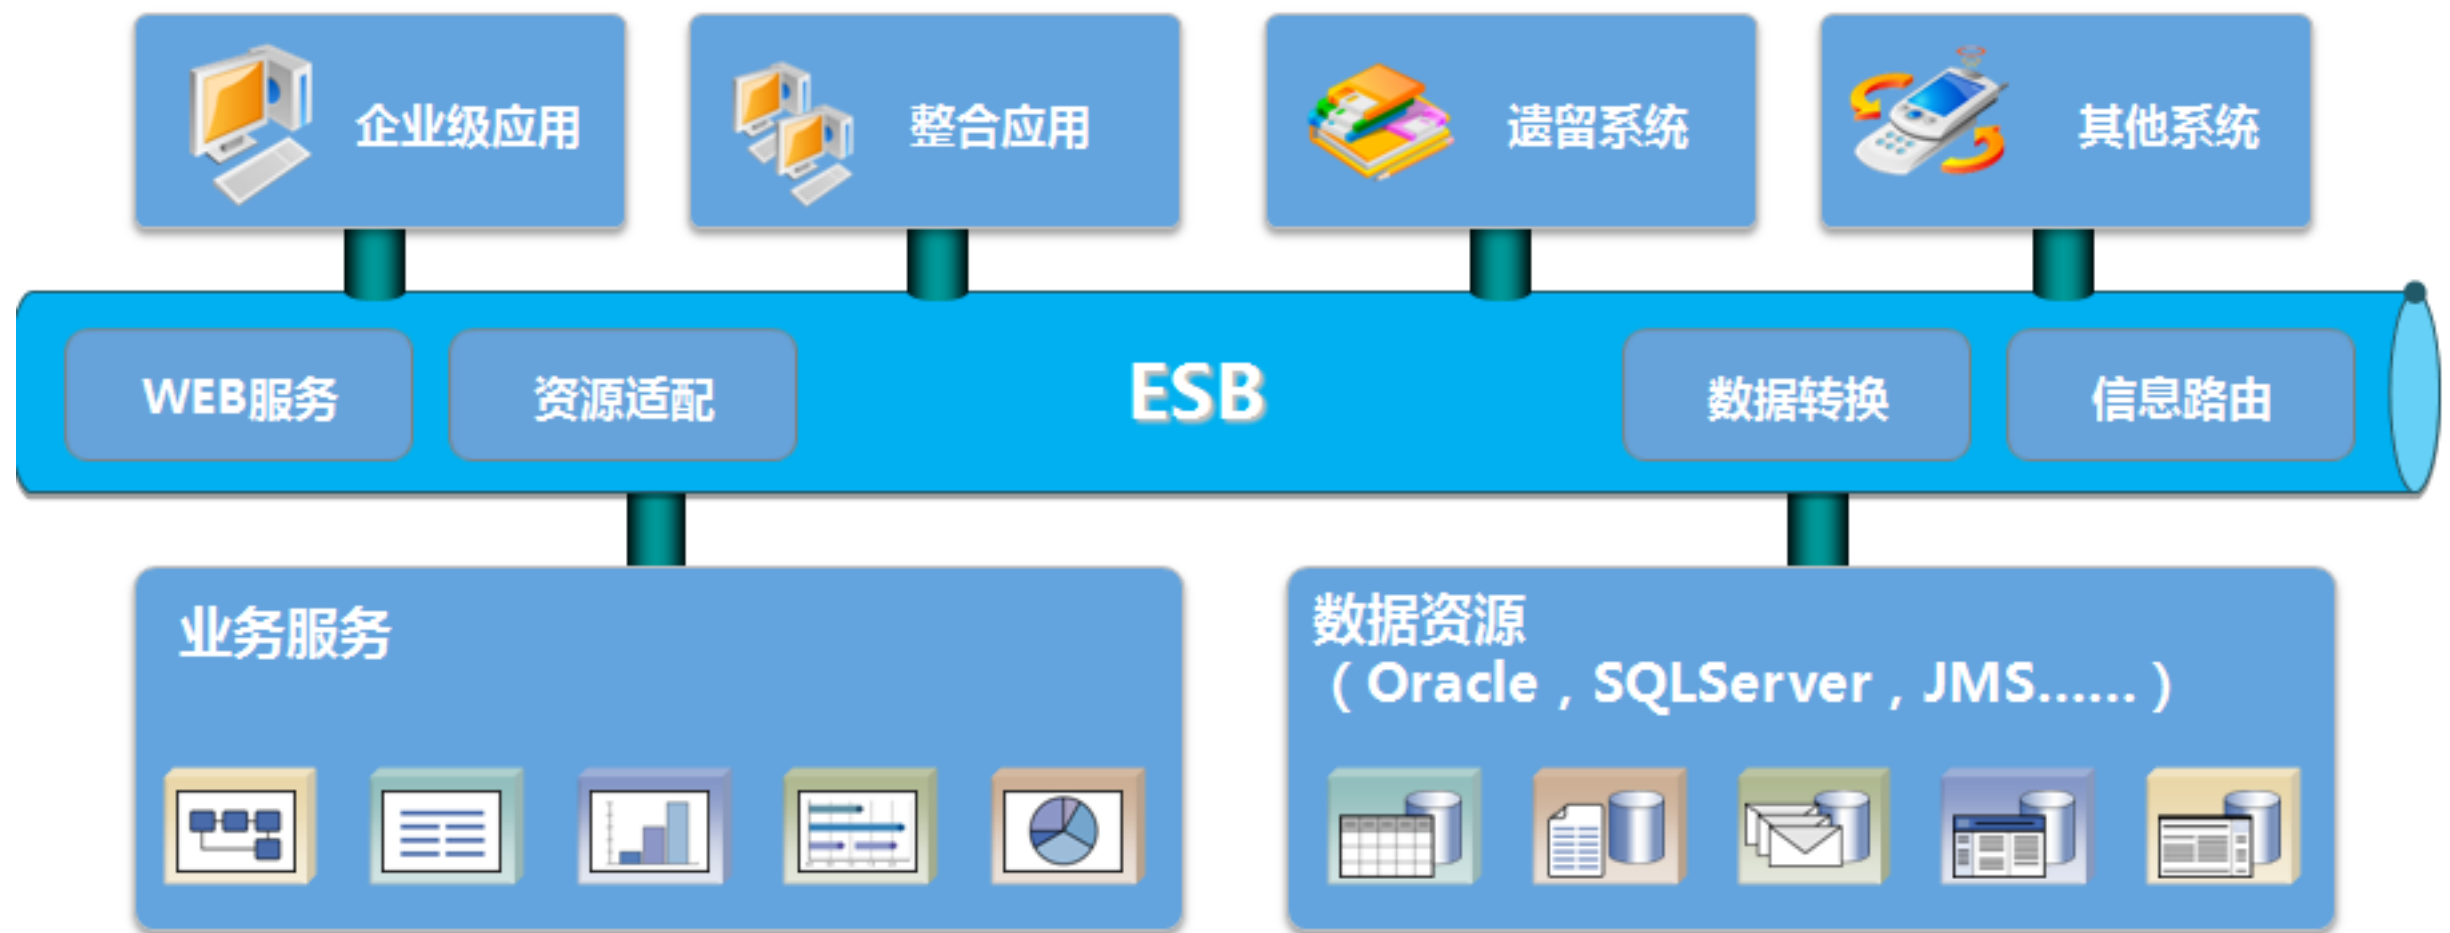 企业级应用
整合应用
遗留系统
其他系统
WEB服务
资源适配
ESB
数据转换
信息路由
业务服务
数据资源
（Oracle，SQLServer，JMS......）